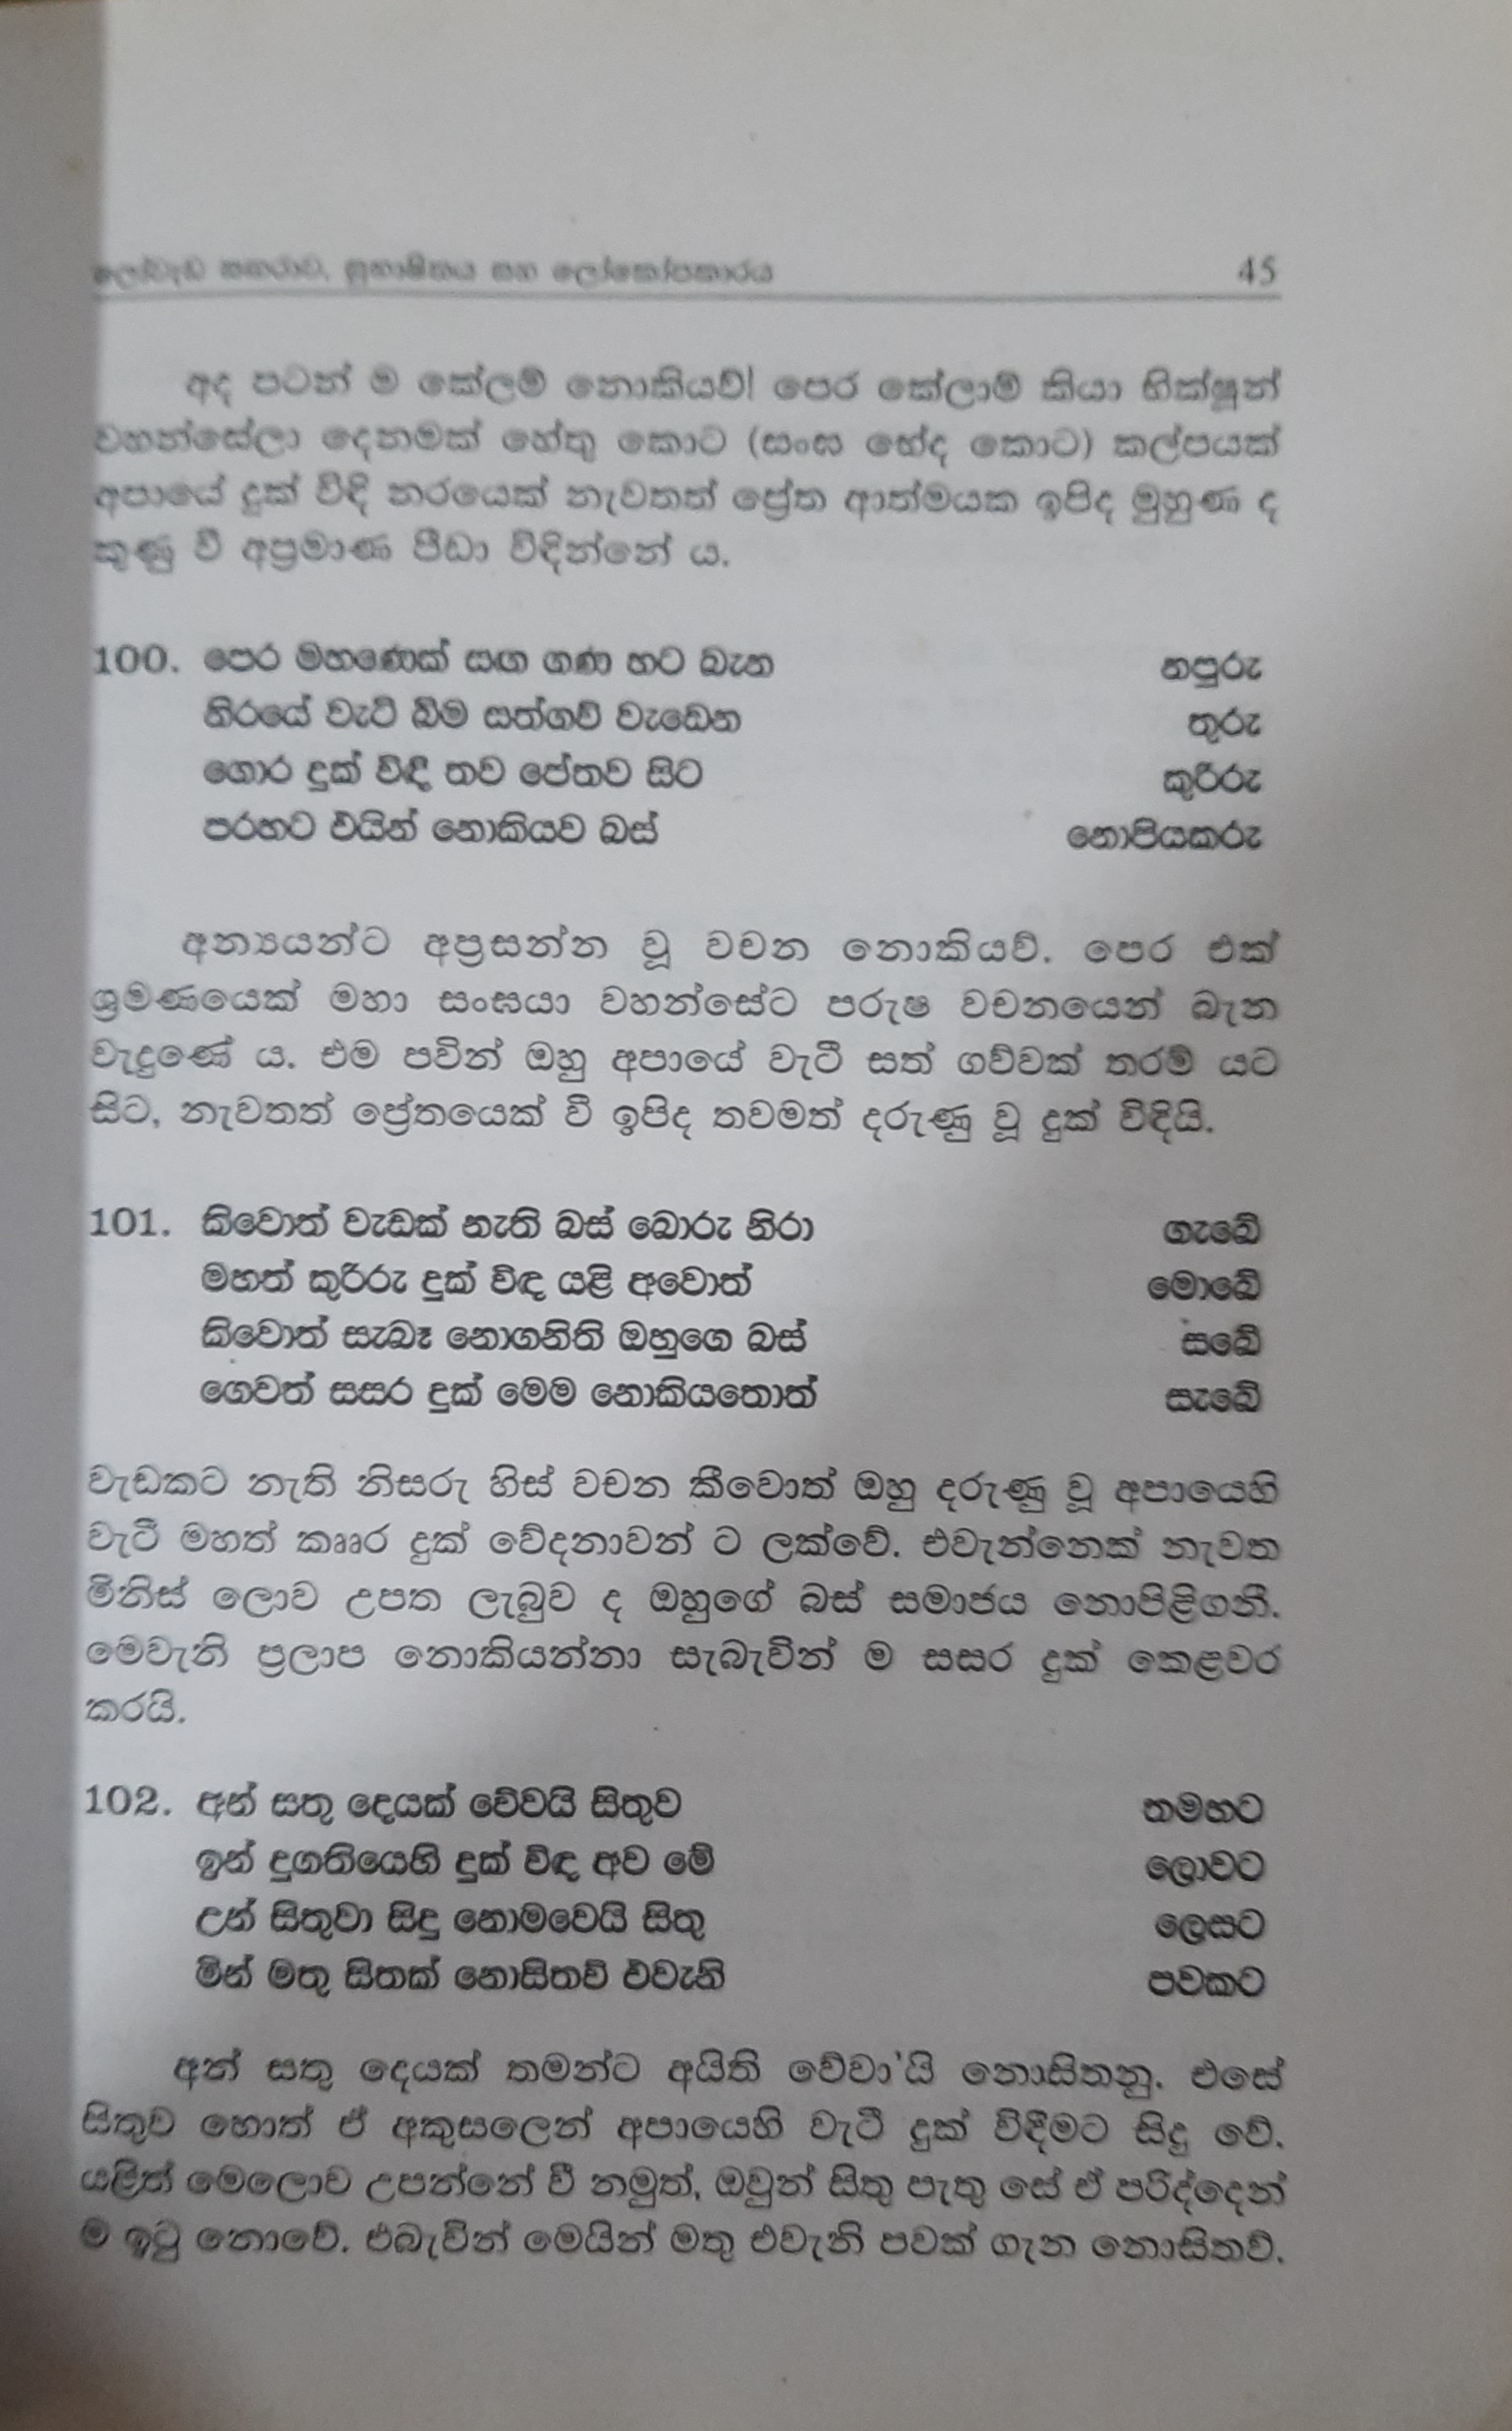 ලෝවැඩ සඟරාව, සුභාෂිතය සහ ලෝකෝපකාරය 45
අද පටන් ම කේලම් නොකියව්! පෙර කේලාම් කියා භික්ෂූන්
වහන්සේලා දෙනමක් හේතු කොට (සංඝ භේද කොට) කල්පයක්
අපායේ දුක් විඳි නරයෙක් නැවතත් ප්‍රේත ආත්මයක ඉපිද මුහුණ ද
කුණු වී අප්‍රමාණ පීඩා විඳින්නේ ය.
100. පෙර මහණෙක් සඟ ගණ හට බැන නපුරු
නිරයේ වැටී බිම සත්ගව් වැඩෙන තුරු
ගොර දුක් විඳී තව පේතව සිට කුරිරු
පරහට එයින් නොකියව බස් නොපියකරු
අන්‍යයන්ට අප්‍රසන්න වූ වචන නොකියව්. පෙර එක්
ශ්‍රමණයෙක් මහා සංඝයා වහන්සේට පරුෂ වචනයෙන් බැන
වැදුණේ ය. එම පවින් ඔහු අපායේ වැටී සත් ගව්වක් තරම් යට
සිට, නැවතත් ප්‍රේතයෙක් වී ඉපිද තවමත් දරුණු වූ දුක් විඳියි.
101. කිවොත් වැඩක් නැති බස් බොරු නිරා ගැබේ
මහත් කුරිරු දුක් විඳ යළි අවොත් මොබේ
කිවොත් සැබෑ නොගනිති ඔහුගෙ බස් සබේ
ගෙවත් සසර දුක් මෙම නොකියතොත් සැබේ
වැඩකට නැති නිසරු හිස් වචන කීවොත් ඔහු දරුණු වූ අපායෙහි
වැටී මහත් කෲර දුක් වේදනාවන් ට ලක්වේ. එවැන්නෙක් නැවත
මිනිස් ලොව උපත ලැබුව ද ඔහුගේ බස් සමාජය නොපිළිගනී.
මෙවැනි ප්‍රලාප නොකියන්නා සැබැවින් ම සසර දුක් කෙළවර
කරයි.
102. අන් සතු දෙයක් වේවයි සිතුව තමහට
ඉන් දුගතියෙහි දුක් විඳ අව මේ ලොවට
උන් සිතුවා සිදු නොමවෙයි සිතු ලෙසට
මින් මතු සිතක් නොසිතව් එවැනි පවකට
අන් සතු දෙයක් තමන්ට අයිති වේවා'යි නොසිතනු. එසේ
සිතුව හොත් ඒ අකුසලෙන් අපායෙහි වැටී දුක් විඳීමට සිදු වේ.
යළිත් මෙලොව උපන්නේ වී නමුත්, ඔවුන් සිතු පැතු සේ ඒ පරිද්දෙන්
ම ඉටු නොවේ. එබැවින් මෙයින් මතු එවැනි පවක් ගැන නොසිතව්.